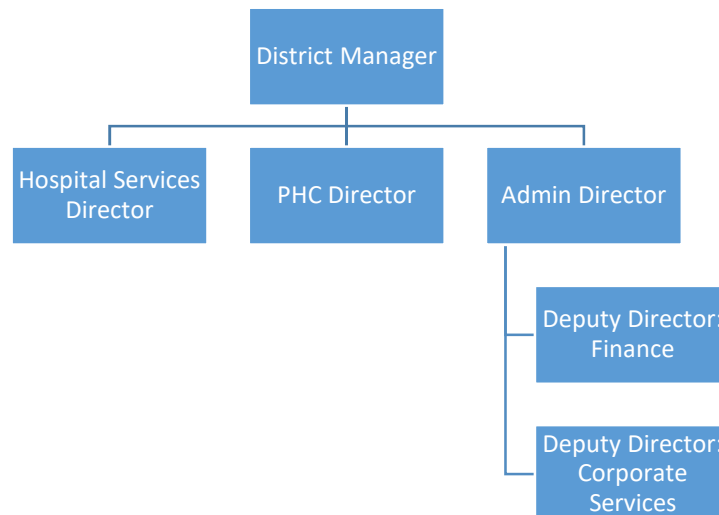 District Manager
Hospital Services
Director
PHC Director
Admin Director
Deputy Director:
Finance
Deputy Director:
Corporate
Services